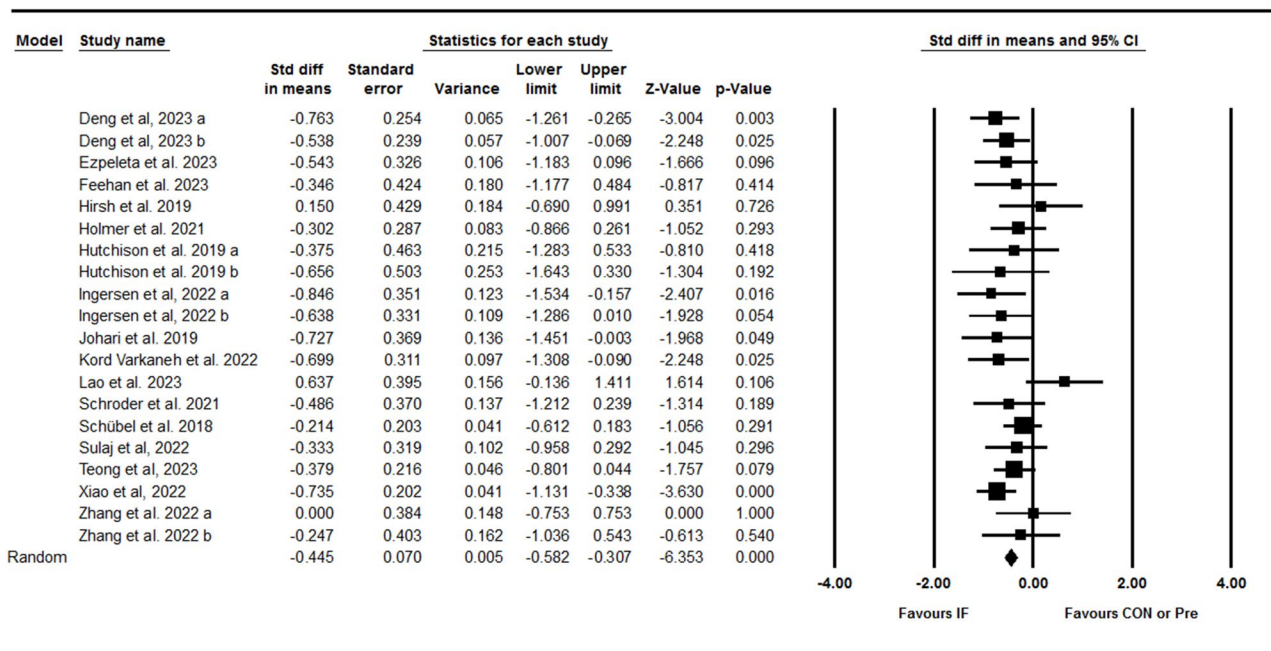 Model Study name Statistics for each study Std diff in means and 95% CI
Std diff in means Standard error Variance Lower limit Upper limit Z-Value p-Value
Deng et al, 2023 a -0.763 0.254 0.065 -1.261 -0.265 -3.004 0.003
Deng et al, 2023 b -0.538 0.239 0.057 -1.007 -0.069 -2.248 0.025
Ezpeleta et al. 2023 -0.543 0.326 0.106 -1.183 0.096 -1.666 0.096
Feehan et al. 2023 -0.346 0.424 0.180 -1.177 0.484 -0.817 0.414
Hirsh et al. 2019 0.150 0.429 0.184 -0.690 0.991 0.351 0.726
Holmer et al. 2021 -0.302 0.287 0.083 -0.866 0.261 -1.052 0.293
Hutchison et al. 2019 a -0.375 0.463 0.215 -1.283 0.533 -0.810 0.418
Hutchison et al. 2019 b -0.656 0.503 0.253 -1.643 0.330 -1.304 0.192
Ingersen et al, 2022 a -0.846 0.351 0.123 -1.534 -0.157 -2.407 0.016
Ingersen et al, 2022 b -0.638 0.331 0.109 -1.286 0.010 -1.928 0.054
Johari et al. 2019 -0.727 0.369 0.136 -1.451 -0.003 -1.968 0.049
Kord Varkaneh et al. 2022 -0.699 0.311 0.097 -1.308 -0.090 -2.248 0.025
Lao et al. 2023 0.637 0.395 0.156 -0.136 1.411 1.614 0.106
Schroder et al. 2021 -0.486 0.370 0.137 -1.212 0.239 -1.314 0.189
Schübel et al. 2018 -0.214 0.203 0.041 -0.612 0.183 -1.056 0.291
Sulaj et al, 2022 -0.333 0.319 0.102 -0.958 0.292 -1.045 0.296
Teong et al, 2023 -0.379 0.216 0.046 -0.801 0.044 -1.757 0.079
Xiao et al, 2022 -0.735 0.202 0.041 -1.131 -0.338 -3.630 0.000
Zhang et al. 2022 a 0.000 0.384 0.148 -0.753 0.753 0.000 1.000
Zhang et al. 2022 b -0.247 0.403 0.162 -1.036 0.543 -0.613 0.540
Random -0.445 0.070 0.005 -0.582 -0.307 -6.353 0.000
-4.00 -2.00 0.00 2.00 4.00
Favours IF Favours CON or Pre